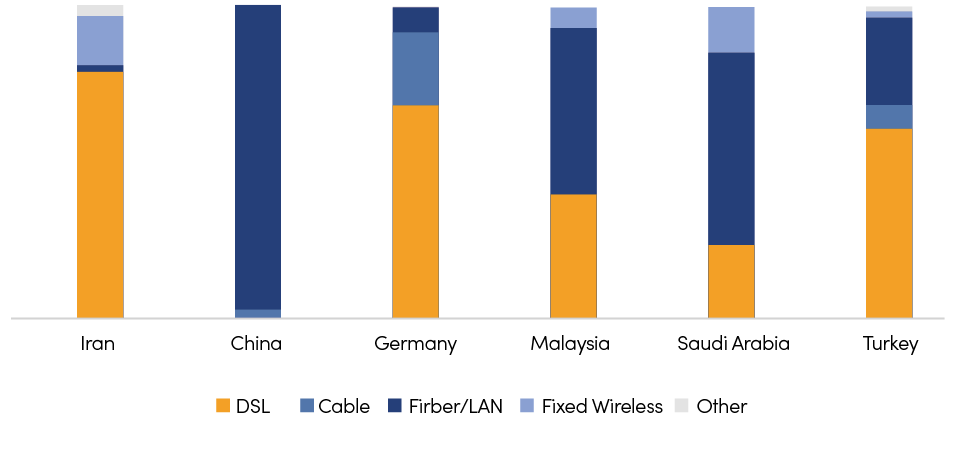 Iran China Germany Malaysia Saudi Arabia Turkey
DSL Cable Firber/LAN Fixed Wireless Other